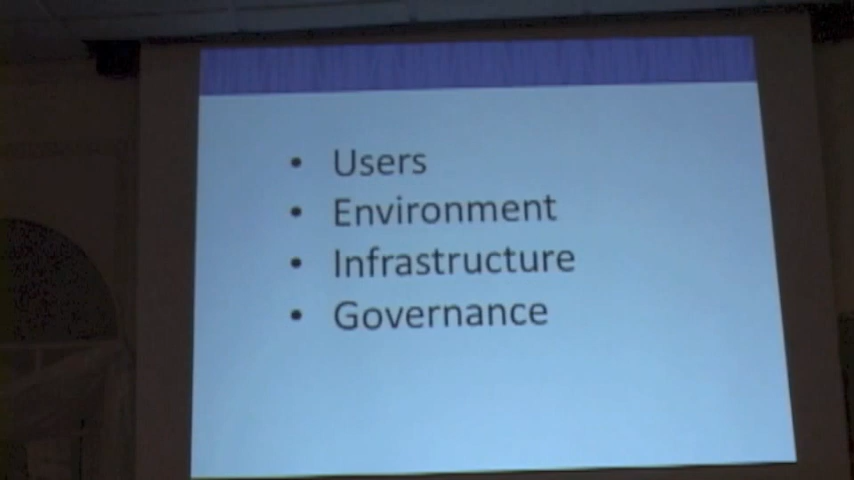 • Users
• Environment
• Infrastructure
• Governance